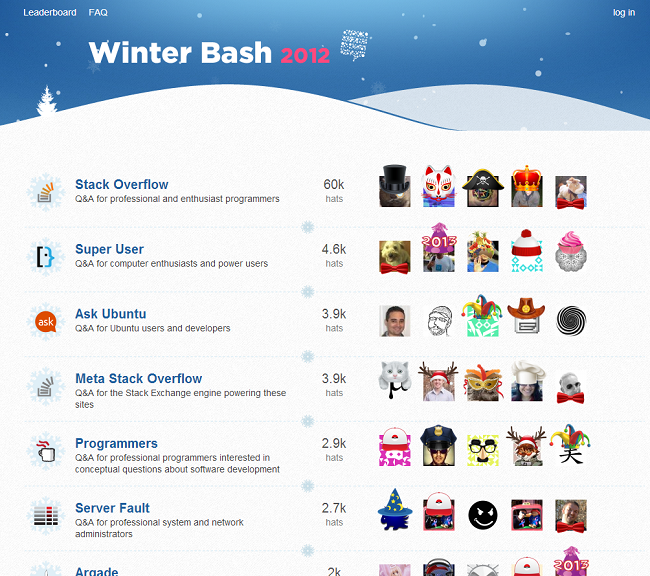 Leaderboard FAQ log in
Winter Bash 2012
Stack Overflow 60k
Q&A for professional and enthusiast programmers hats
Super User 4.6k
Q&A for computer enthusiasts and power users hats
2013
ask
Ask Ubuntu 3.9k
Q&A for Ubuntu users and developers hats
Meta Stack Overflow 3.9k
Q&A for the Stack Exchange engine powering these hats
sites
Programmers 2.9k
Q&A for professional programmers interested in hats
conceptual questions about software development
Server Fault 2.7k
Q&A for professional system and network hats
administrators
Arqade 2k
2013